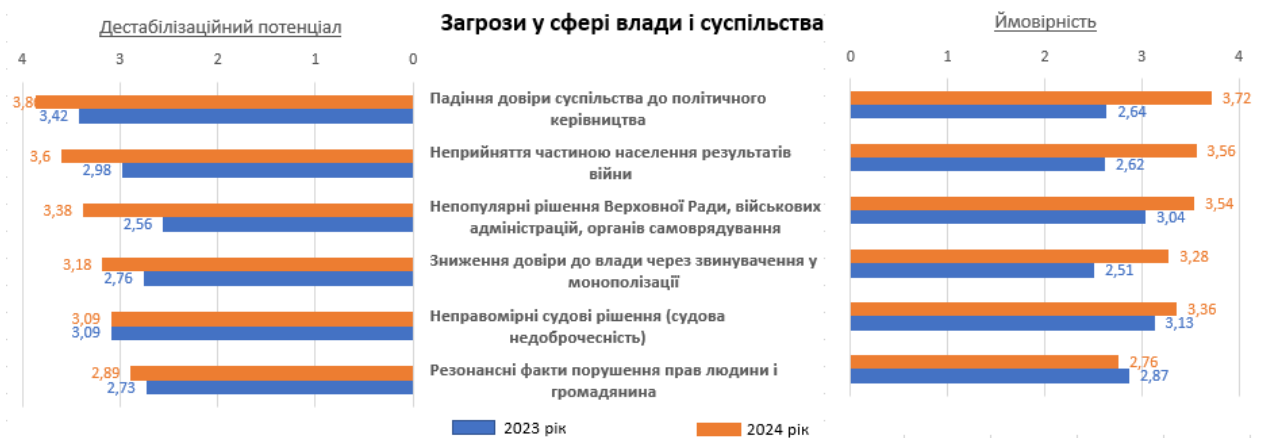 Загрози у сфері влади і суспільства
Дестабілізаційний потенціал
4 3 2 1 0
Ймовірність
0 1 2 3 4
3,42
Падіння довіри суспільства до політичного
керівництва
3,72
2,64
3,6
2,98
Неприйняття частиною населення результатів
війни
3,56
2,62
3,38
2,56
Непопулярні рішення Верховної Ради, військових
адміністрацій, органів самоврядування
3,54
3,04
3,18
2,76
Зниження довіри до влади через звинувачення у
монополізації
3,28
2,51
3,09
3,09
Неправомірні судові рішення (судова
недоброчесність)
3,36
3,13
2,89
2,73
Резонансні факти порушення прав людини і
громадянина
2,76
2,87
2023 рік
2024 рік